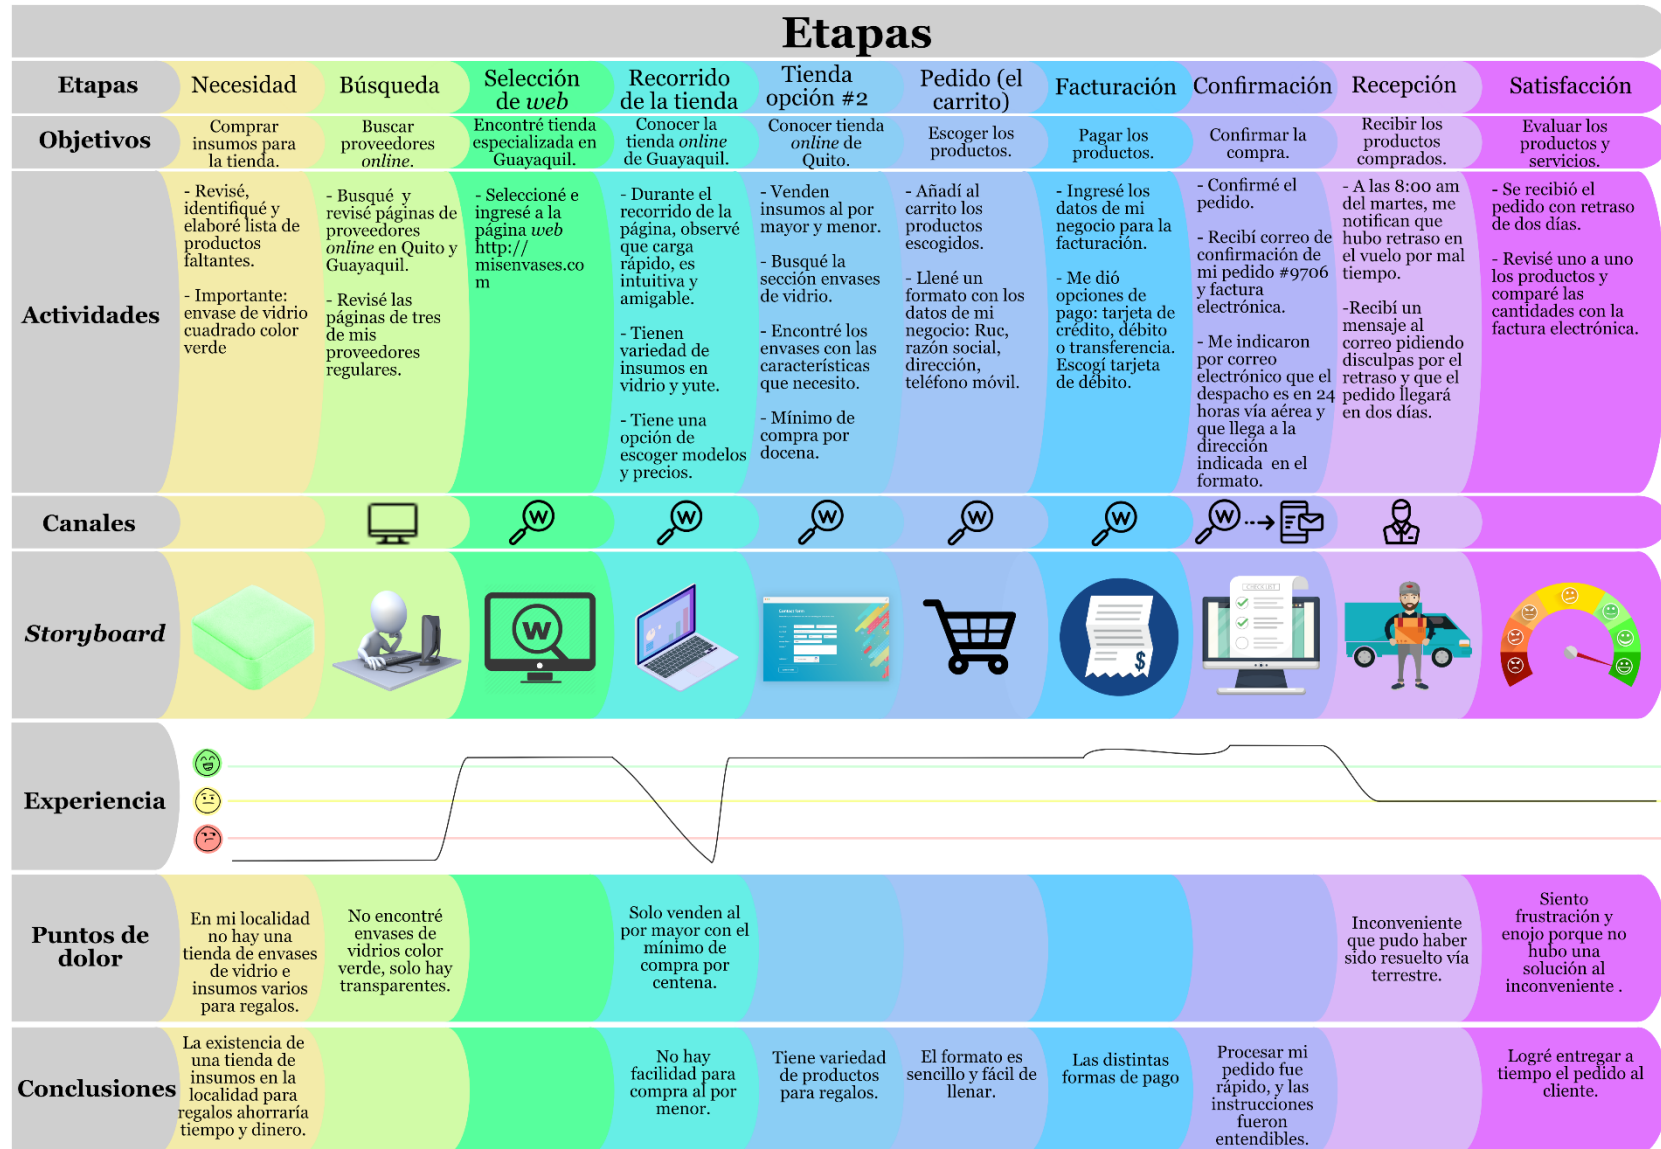 Etapas
Etapas
Necesidad
Búsqueda
Selección
de web
Recorrido
de la tienda
Tienda
opción #2
Pedido (el
carrito)
Facturación
Confirmación
Recepción
Satisfacción
Objetivos
Comprar
insumos para
la tienda.
Buscar
proveedores
online.
Encontré tienda
especializada en
Guayaquil.
Conocer la
tienda online
de Guayaquil.
Conocer tienda
online de
Quito.
Escoger los
productos.
Pagar los
productos.
Confirmar la
compra.
Recibir los
productos
comprados.
Evaluar los
productos y
servicios.
Actividades
- Revisé,
identifiqué y
elaboré lista de
productos
faltantes.
- Importante:
envase de vidrio
cuadrado color
verde
- Busqué y
revisé páginas de
proveedores
online en Quito y
Guayaquil.
- Revisé las
páginas de tres
de mis
proveedores
regulares.
- Seleccioné e
ingresé a la
página web
http://
misenvases.co
m
- Durante el
recorrido de la
página, observé
que carga
rápido, es
intuitiva y
amigable.
- Tienen
variedad de
insumos en
vidrio y yute.
- Tiene una
opción de
escoger modelos
y precios.
- Venden
insumos al por
mayor y menor.
- Busqué la
sección envases
de vidrio.
- Encontré los
envases con las
características
que necesito.
- Mínimo de
compra por
docena.
- Añadí al
carrito los
productos
escogidos.
- Llené un
formato con los
datos de mi
negocio: Ruc,
razón social,
dirección,
teléfono móvil.
- Ingresé los
datos de mi
negocio para la
facturación.
- Me dió
opciones de
pago: tarjeta de
crédito, débito
o transferencia.
Escogí tarjeta
de débito.
- Confirmé el
pedido.
- Recibí correo de
confirmación de
mi pedido #9706
y factura
electrónica.
- Me indicaron
por correo
electrónico que el
despacho es en 24
horas vía aérea y
que llega a la
dirección
indicada en el
formato.
- A las 8:00 am
del martes, me
notifican que
hubo retraso en
el vuelo por mal
tiempo.
-Recibí un
mensaje al
correo pidiendo
disculpas por el
retraso y que el
pedido llegará
en dos días.
- Se recibió el
pedido con retraso
de dos días.
- Revisé uno a uno
los productos y
comparé las
cantidades con la
factura electrónica.
Canales
W
W
W
W
W
W
Storyboard
W
Contact form
$
CHECK LIST
Experiencia
Puntos de
dolor
En mi localidad
no hay una
tienda de envases
de vidrio e
insumos varios
para regalos.
No encontré
envases de
vidrios color
verde, solo hay
transparentes.
Solo venden al
por mayor con el
mínimo de
compra por
centena.
Inconveniente
que pudo haber
sido resuelto vía
terrestre.
Siento
frustración y
enojo porque no
hubo una
solución al
inconveniente .
Conclusiones
La existencia de
una tienda de
insumos en la
localidad para
regalos ahorraría
tiempo y dinero.
No hay
facilidad para
compra al por
menor.
Tiene variedad
de productos
para regalos.
El formato es
sencillo y fácil de
llenar.
Las distintas
formas de pago
Procesar mi
pedido fue
rápido, y las
instrucciones
fueron
entendibles.
Logré entregar a
tiempo el pedido al
cliente.